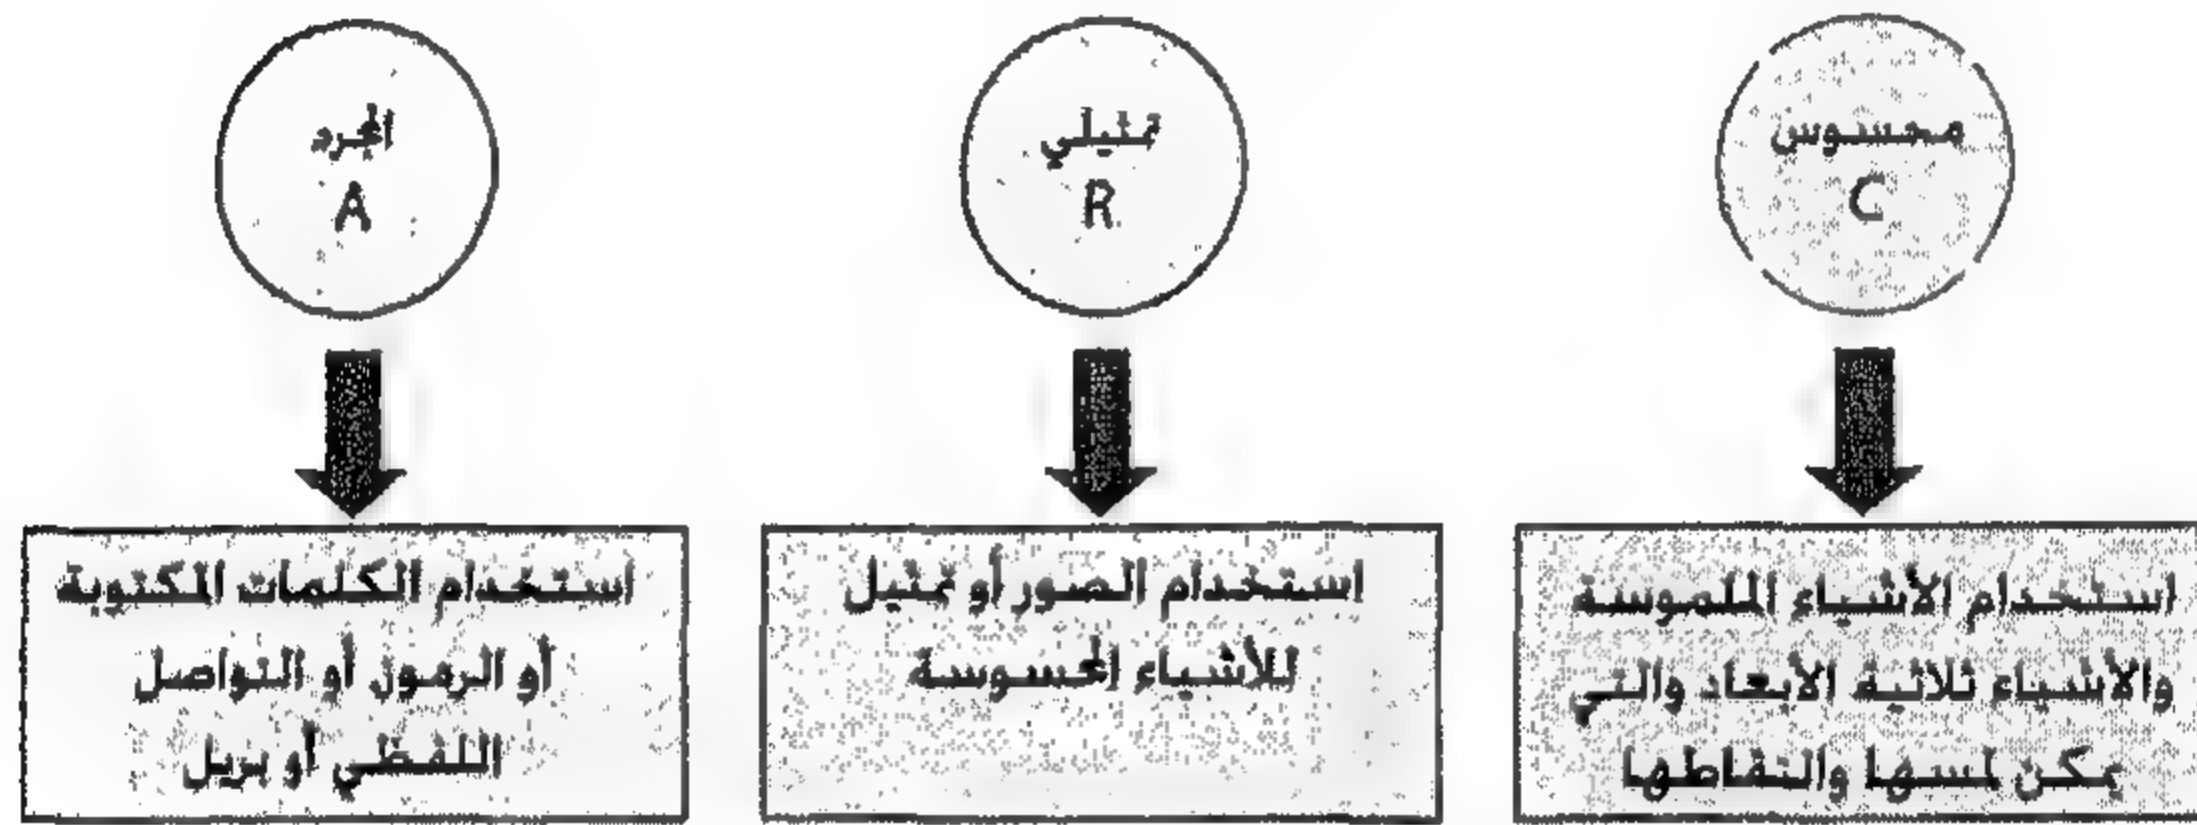 محسوس
C
تمثيلي
R
المجرد
A
استخدام الأشياء الملموسة
والأشياء ثلاثية الأبعاد والتي
يمكن لمسها والتقاطها
استخدام الصور أو تمثيل
للأشياء المحسوسة
استخدام الكلمات المكتوبة
أو الرموز أو التواصل
اللفظي أو بريل